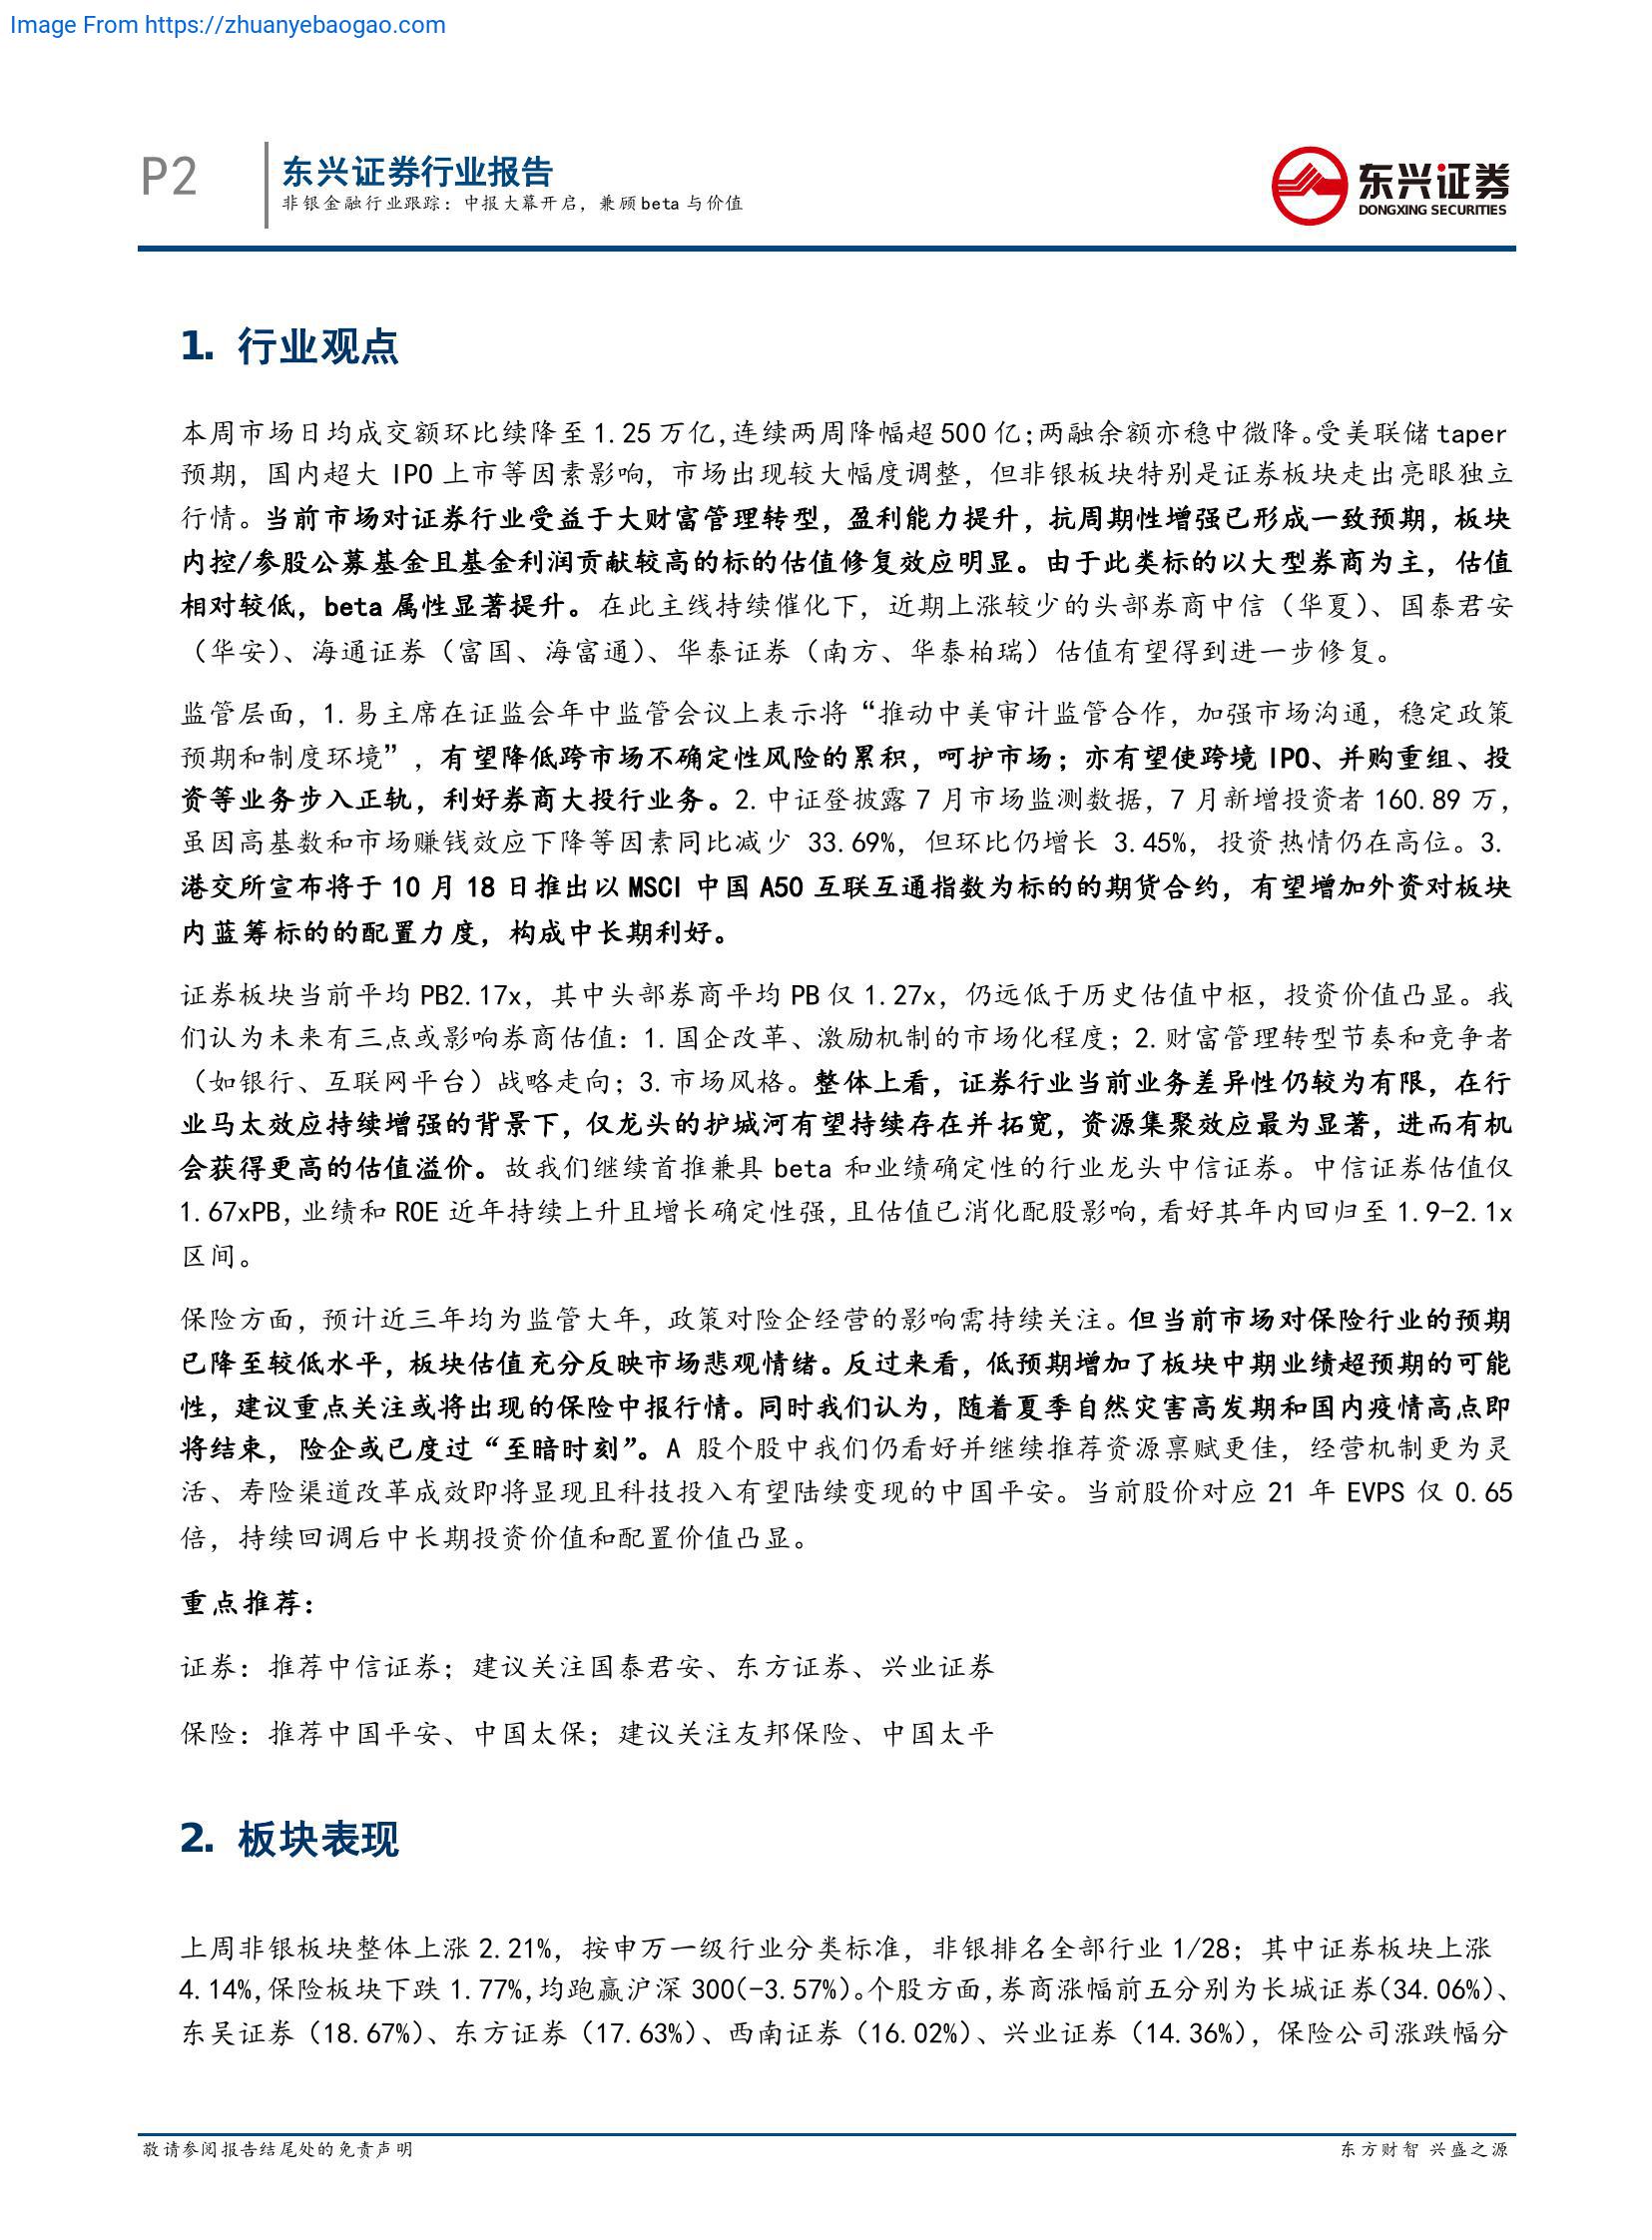 Image From https://zhuanyebaogao.com
P2
东兴证券行业报告
非银金融行业跟踪：中报大幕开启，兼顾beta与价值
东兴证券
DONGXING SECURITIES
1. 行业观点
本周市场日均成交额环比续降至1.25万亿,连续两周降幅超500亿;两融余额亦稳中微降。受美联储taper
预期，国内超大 IPO 上市等因素影响，市场出现较大幅度调整，但非银板块特别是证券板块走出亮眼独立
行情。当前市场对证券行业受益于大财富管理转型，盈利能力提升，抗周期性增强已形成一致预期，板块
内控/参股公募基金且基金利润贡献较高的标的估值修复效应明显。由于此类标的以大型券商为主，估值
相对较低，beta 属性显著提升。在此主线持续催化下，近期上涨较少的头部券商中信（华夏）、国泰君安
（华安）、海通证券（富国、海富通）、华泰证券（南方、华泰柏瑞）估值有望得到进一步修复。
监管层面，1.易主席在证监会年中监管会议上表示将“推动中美审计监管合作，加强市场沟通，稳定政策
预期和制度环境”，有望降低跨市场不确定性风险的累积，呵护市场；亦有望使跨境 IPO、并购重组、投
资等业务步入正轨，利好券商大投行业务。2.中证登披露 7 月市场监测数据，7 月新增投资者 160.89 万，
虽因高基数和市场赚钱效应下降等因素同比减少 33.69%，但环比仍增长 3.45%，投资热情仍在高位。3.
港交所宣布将于 10 月 18 日推出以 MSCI 中国 A50 互联互通指数为标的的期货合约，有望增加外资对板块
内蓝筹标的的配置力度，构成中长期利好。
证券板块当前平均 PB2.17x，其中头部券商平均 PB 仅 1.27x，仍远低于历史估值中枢，投资价值凸显。我
们认为未来有三点或影响券商估值：1.国企改革、激励机制的市场化程度；2.财富管理转型节奏和竞争者
（如银行、互联网平台）战略走向；3.市场风格。整体上看，证券行业当前业务差异性仍较为有限，在行
业马太效应持续增强的背景下，仅龙头的护城河有望持续存在并拓宽，资源集聚效应最为显著，进而有机
会获得更高的估值溢价。故我们继续首推兼具 beta 和业绩确定性的行业龙头中信证券。中信证券估值仅
1.67xPB,业绩和 ROE 近年持续上升且增长确定性强,且估值已消化配股影响,看好其年内回归至 1.9-2.1x
区间。
保险方面，预计近三年均为监管大年，政策对险企经营的影响需持续关注。但当前市场对保险行业的预期
已降至较低水平，板块估值充分反映市场悲观情绪。反过来看，低预期增加了板块中期业绩超预期的可能
性，建议重点关注或将出现的保险中报行情。同时我们认为，随着夏季自然灾害高发期和国内疫情高点即
将结束，险企或已度过“至暗时刻”。A 股个股中我们仍看好并继续推荐资源禀赋更佳，经营机制更为灵
活、寿险渠道改革成效即将显现且科技投入有望陆续变现的中国平安。当前股价对应 21 年 EVPS 仅 0.65
倍，持续回调后中长期投资价值和配置价值凸显。
重点推荐：
证券：推荐中信证券；建议关注国泰君安、东方证券、兴业证券
保险：推荐中国平安、中国太保；建议关注友邦保险、中国太平
2. 板块表现
上周非银板块整体上涨 2.21%，按申万一级行业分类标准，非银排名全部行业 1/28；其中证券板块上涨
4.14%,保险板块下跌 1.77%,均跑赢沪深 300(-3.57%)。个股方面,券商涨幅前五分别为长城证券(34.06%)、
东吴证券（18.67%）、东方证券（17.63%）、西南证券（16.02%）、兴业证券（14.36%），保险公司涨跌幅分
敬请参阅报告结尾处的免责声明
东方财智 兴盛之源